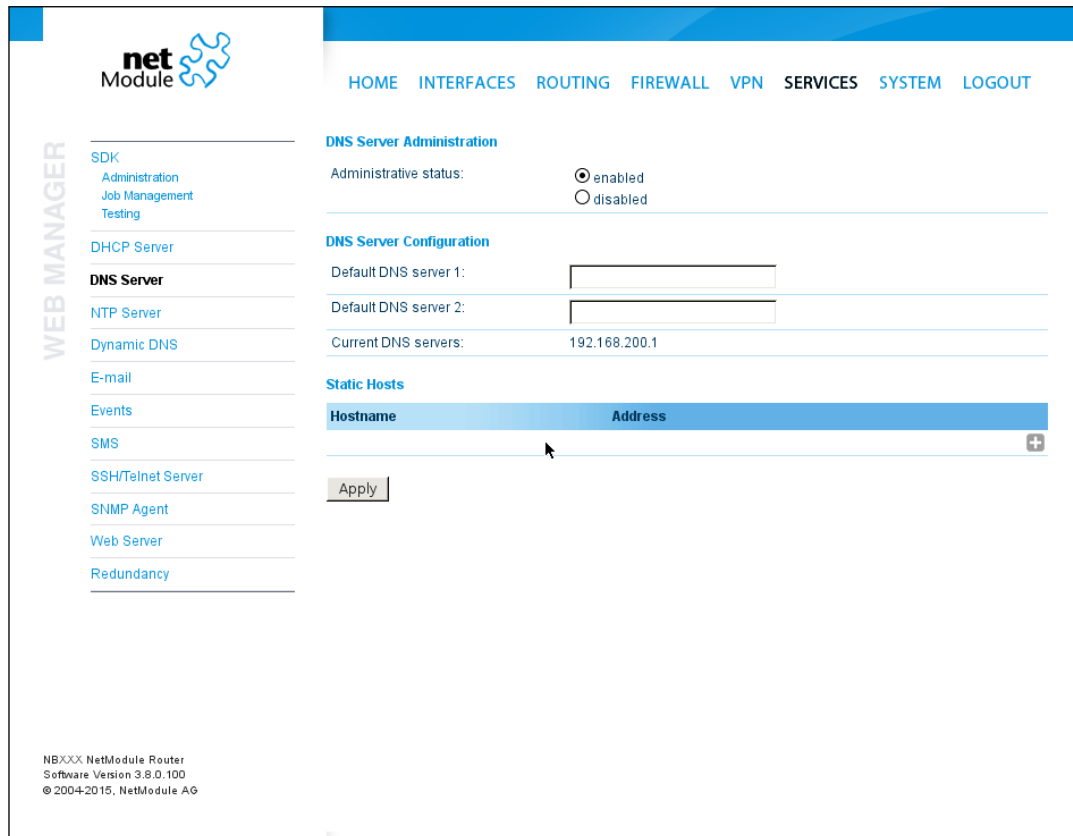 net
Module
HOME INTERFACES ROUTING FIREWALL VPN SERVICES SYSTEM LOGOUT
WEB MANAGER
SDK
Administration
Job Management
Testing
DHCP Server
DNS Server
NTP Server
Dynamic DNS
E-mail
Events
SMS
SSH/Telnet Server
SNMP Agent
Web Server
Redundancy
DNS Server Administration
Administrative status:
enabled
disabled
DNS Server Configuration
Default DNS server 1:
Default DNS server 2:
Current DNS servers: 192.168.200.1
Static Hosts
Hostname Address
Apply
NBXXX NetModule Router
Software Version 3.8.0.100
© 2004-2015, NetModule AG